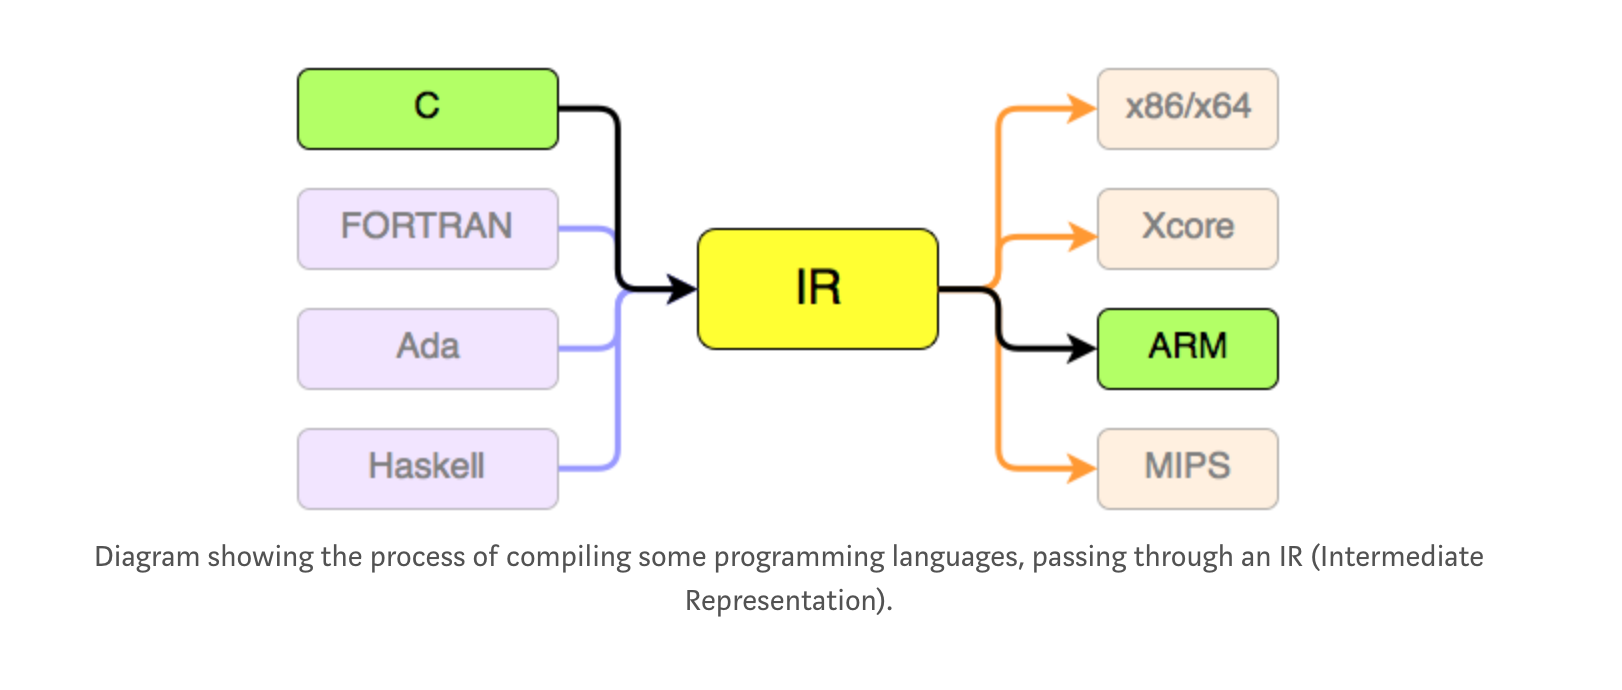 C
FORTRAN
Ada
Haskell
IR
x86/x64
Xcore
ARM
MIPS
Diagram showing the process of compiling some programming languages, passing through an IR (Intermediate
Representation).